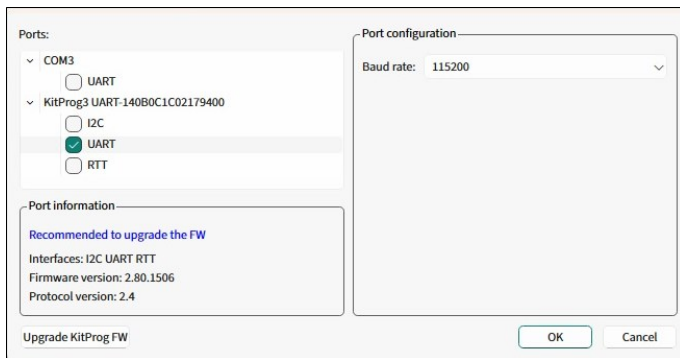 Ports:
COM3
UART
KitProg3 UART-140B0C1C02179400
I2C
UART
RTT
Port information
Recommended to upgrade the FW
Interfaces: I2C UART RTT
Firmware version: 2.80.1506
Protocol version: 2.4
Port configuration
Baud rate: 115200
Upgrade KitProg FW
OK
Cancel